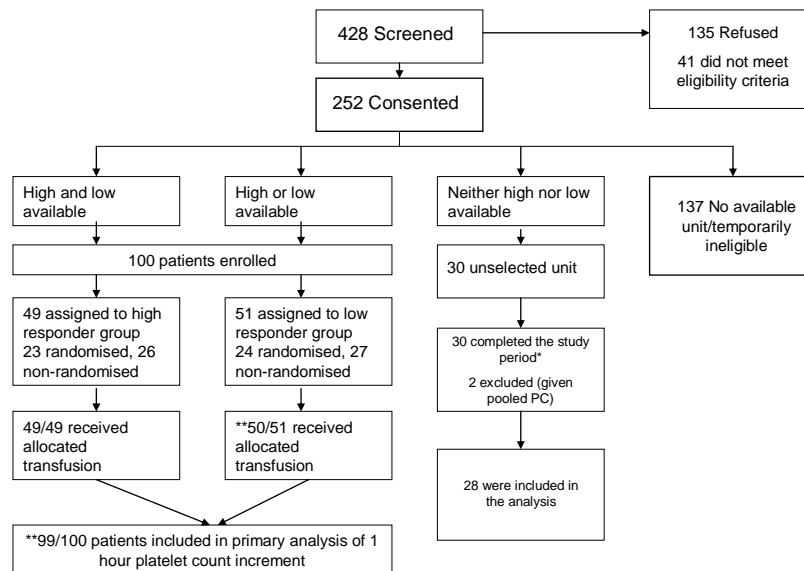 428 Screened
135 Refused
41 did not meet
eligibility criteria
252 Consented
High and low
available
High or low
available
Neither high nor low
available
137 No available
unit/temporarily
ineligible
100 patients enrolled
30 unselected unit
49 assigned to high
responder group
23 randomised, 26
non-randomised
51 assigned to low
responder group
24 randomised, 27
non-randomised
30 completed the study
period*
2 excluded (given
pooled PC)
49/49 received
allocated
transfusion
**50/51 received
allocated
transfusion
28 were included in
the analysis
**99/100 patients included in primary analysis of 1
hour platelet count increment